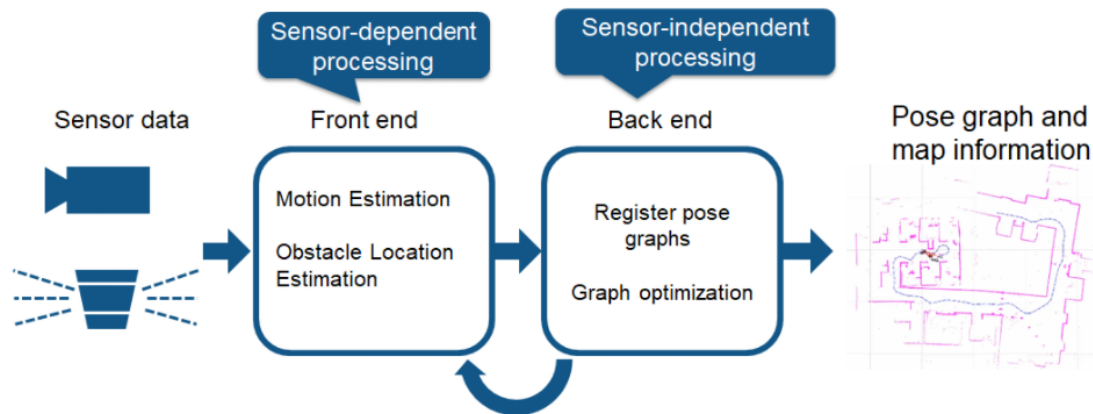 Sensor-dependent
processing
Sensor-independent
processing
Sensor data
Front end
Back end
Pose graph and
map information
Motion Estimation
Obstacle Location
Estimation
Register pose
graphs
Graph optimization